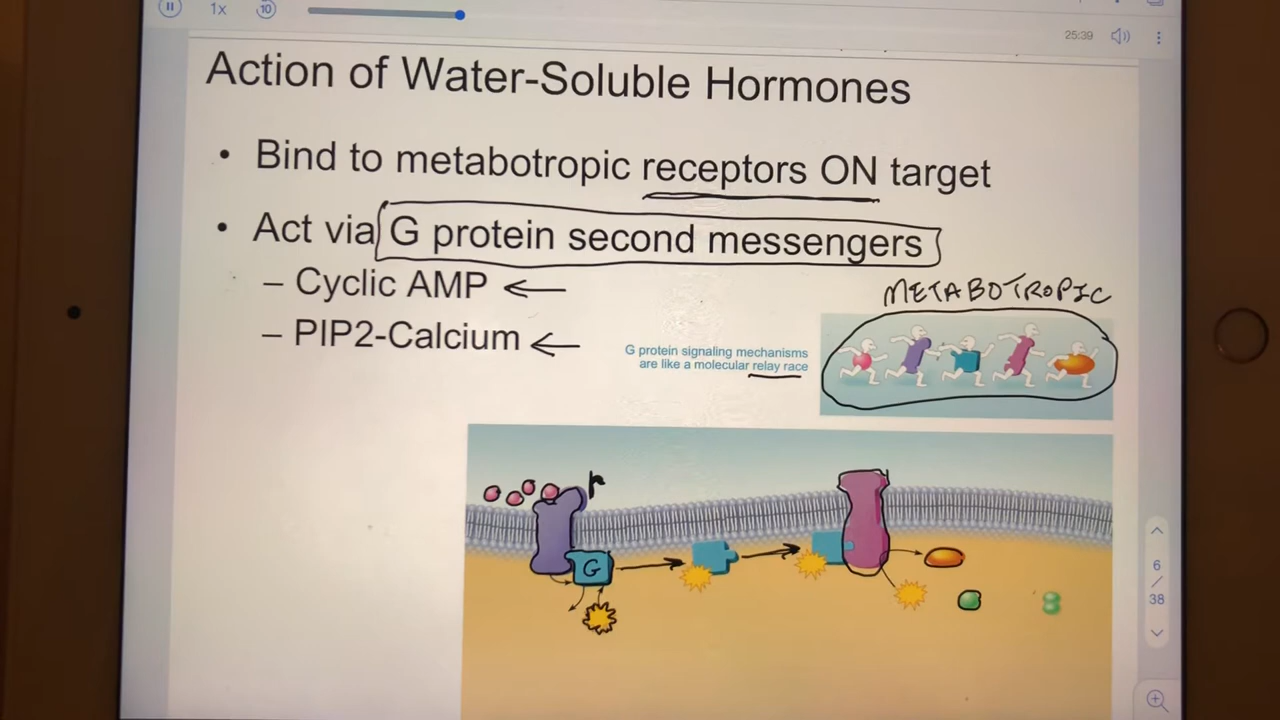 1x
10
25:39
Action of Water-Soluble Hormones
• Bind to metabotropic receptors ON target
• Act via G protein second messengers
– Cyclic AMP
– PIP2-Calcium
METABOTROPIC
G protein signaling mechanisms
are like a molecular relay race
r
G
6
/
38